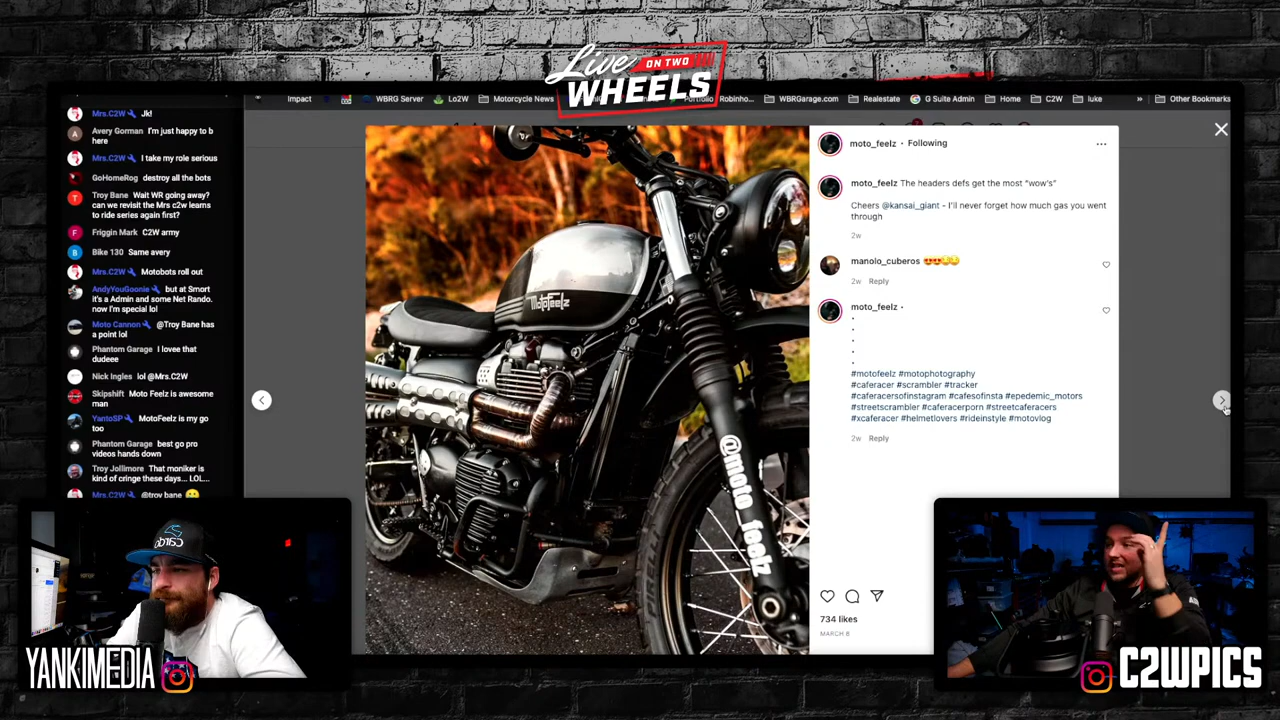 Live
ON TWO
WHEELS
Impact
WBRG Server
Lo2W
Motorcycle News
Portfolio
Robinho...
WBRGarage.com
Realestate
G Suite Admin
Home
C2W
luke
»
Other Bookmarks
Mrs.C2W Jk!
Avery Gorman I'm just happy to b
here
Mrs.C2W I take my role serious
GoHomeRog destroy all the bots
Troy Bane Wait WR going away?
can we revisit the Mrs c2w learns
to ride series again first?
Friggin Mark C2W army
Bike 130 Same avery
Mrs.C2W Motobots roll out
AndyYouGoonie but at Smort
it's a Admin and some Net Rando.
now I'm special lol
Moto Cannon @Troy Bane has
a point lol
Phantom Garage I lovee that
dudeee
Nick Ingles lol @Mrs.C2W
Skipshift Moto Feelz is awesome
man
YantoSP MotoFeelz is my go
too
Phantom Garage best go pro
videos hands down
Troy Jollimore That moniker is
kind of cringe these days... LOL...
Mrs.C2W @troy bane
MotoFeelz
@moto_feelz
PIRELLI
moto_feelz • Following
...
moto_feelz The headers defs get the most "wow's"
Cheers @kansai_giant - I'll never forget how much gas you went
through
2w
manolo_cuberos 😍😍😊😊
2w Reply
moto_feelz •
•
•
•
•
•
#motofeelz #motophotography
#caferacer #scrambler #tracker
#caferacersofinstagram #cafesofinsta #epedemic_motors
#streetscrambler #caferacerporn #streetcaferacers
#xcaferacer #helmetlovers #rideinstyle #motovlog
2w Reply
734 likes
MARCH 6
YANKIMEDIA
C2WPICS